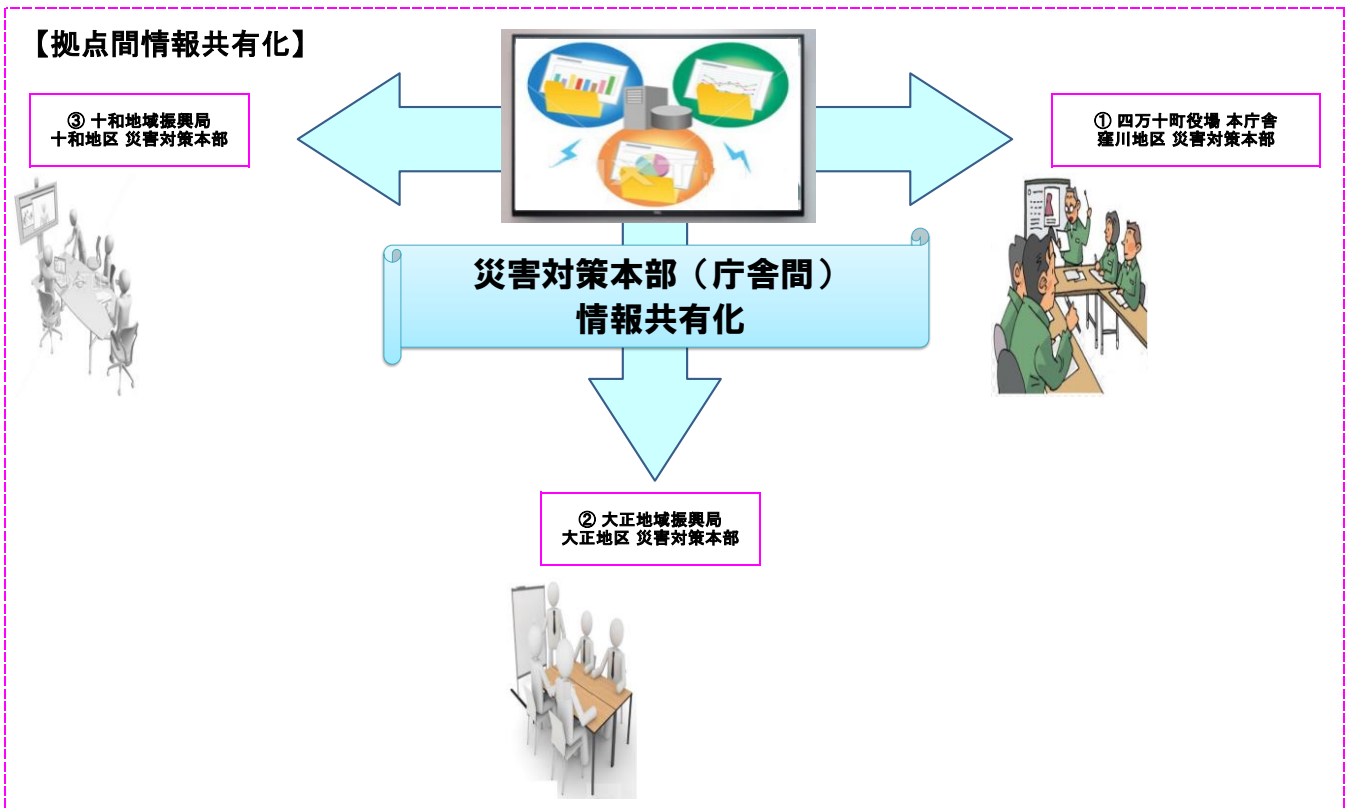 【拠点間情報共有化】
③ 十和地域振興局
十和地区 災害対策本部
① 四万十町役場 本庁舎
窪川地区 災害対策本部
災害対策本部（庁舎間）
情報共有化
② 大正地域振興局
大正地区 災害対策本部